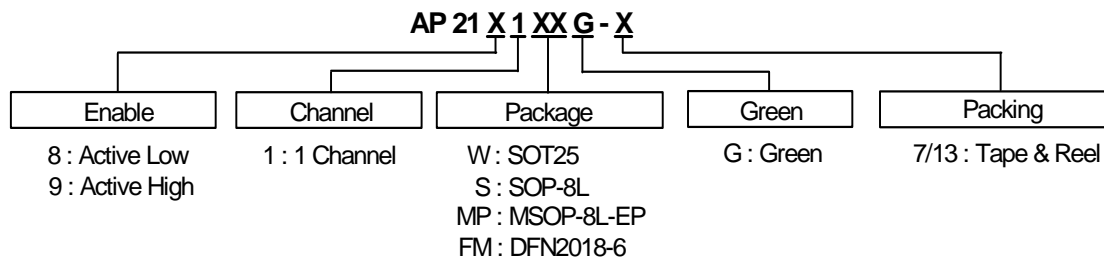 AP 21 X 1 XX G - X
Enable Channel Package Green Packing
8 : Active Low 1 : 1 Channel W : SOT25 G : Green 7/13 : Tape & Reel
9 : Active High S : SOP-8L
MP : MSOP-8L-EP
FM : DFN2018-6